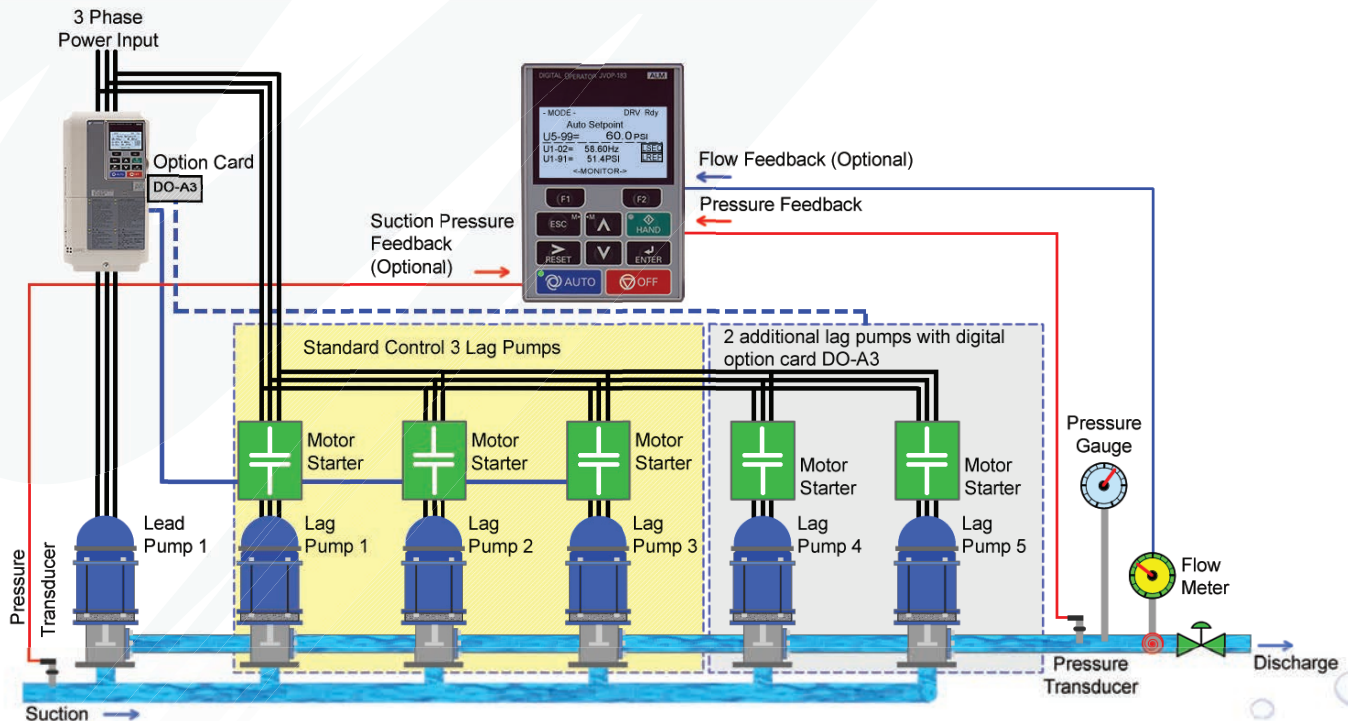 3 Phase
Power Input
Option Card
DO-A3
DIGITAL OPERATOR JVOP-183
ALM
- MODE -
DRV Rdy
Auto Setpoint
U5-99= 60.0PSI
U1-02= 58.60Hz LSEQ
U1-91= 51.4PSI LREF
<-MONITOR->
F1
F2
ESC
M•
•M
HAND
RESET
ENTER
AUTO
OFF
Flow Feedback (Optional)
Pressure Feedback
Suction Pressure
Feedback
(Optional)
Standard Control 3 Lag Pumps
2 additional lag pumps with digital
option card DO-A3
Motor
Starter
Motor
Starter
Motor
Starter
Motor
Starter
Motor
Starter
Pressure
Gauge
Lead
Pump 1
Lag
Pump 1
Lag
Pump 2
Lag
Pump 3
Lag
Pump 4
Lag
Pump 5
Flow
Meter
Pressure
Transducer
Pressure
Transducer
Discharge
Suction